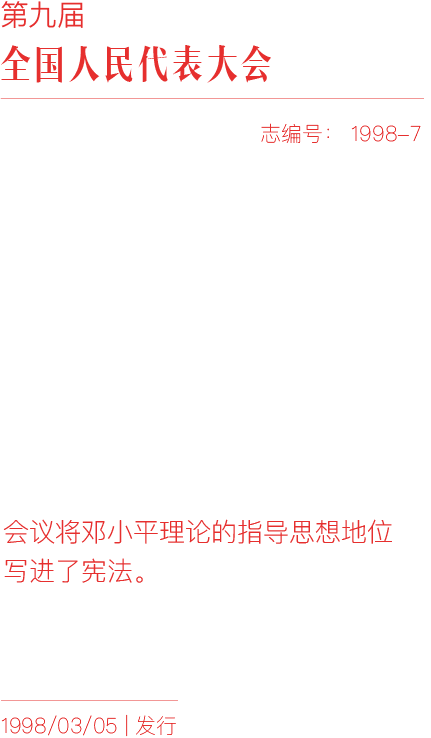 第九届
全国人民代表大会
志编号： 1998–7
会议将邓小平理论的指导思想地位
写进了宪法。
1998/03/05 | 发行